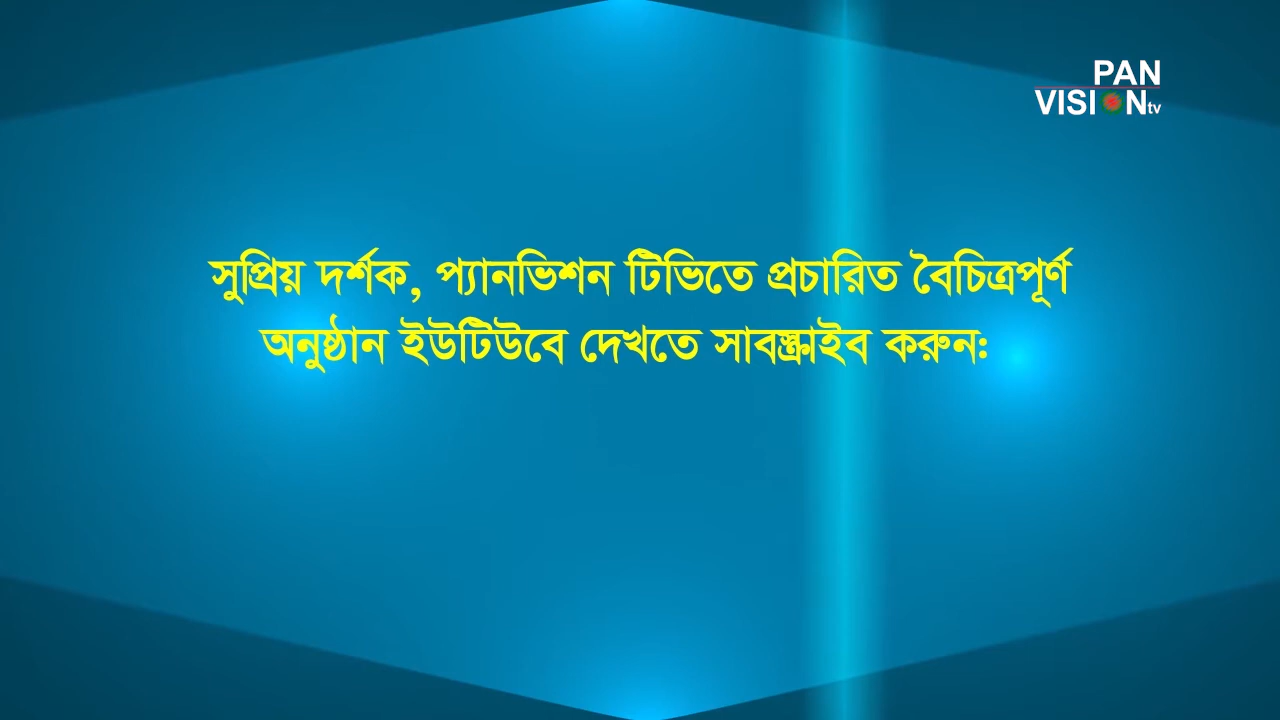 PAN
VISION tv
সুপ্রিয় দর্শক, প্যানভিশন টিভিতে প্রচারিত বৈচিত্রপূর্ণ
অনুষ্ঠান ইউটিউবে দেখতে সাবস্ক্রাইব করুন: